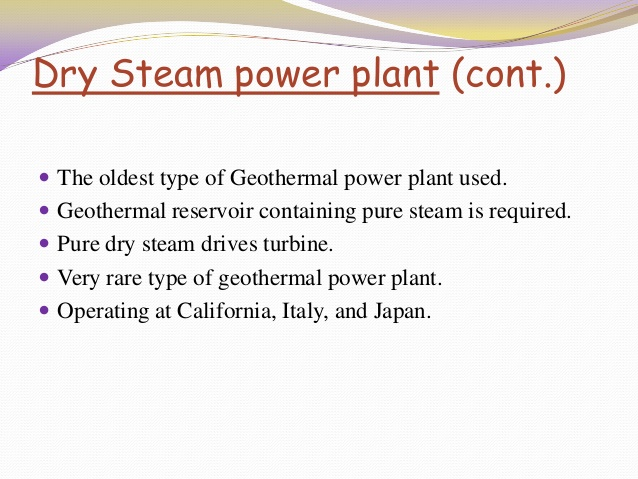 Dry Steam power plant (cont.)
• The oldest type of Geothermal power plant used.
• Geothermal reservoir containing pure steam is required.
• Pure dry steam drives turbine.
• Very rare type of geothermal power plant.
• Operating at California, Italy, and Japan.